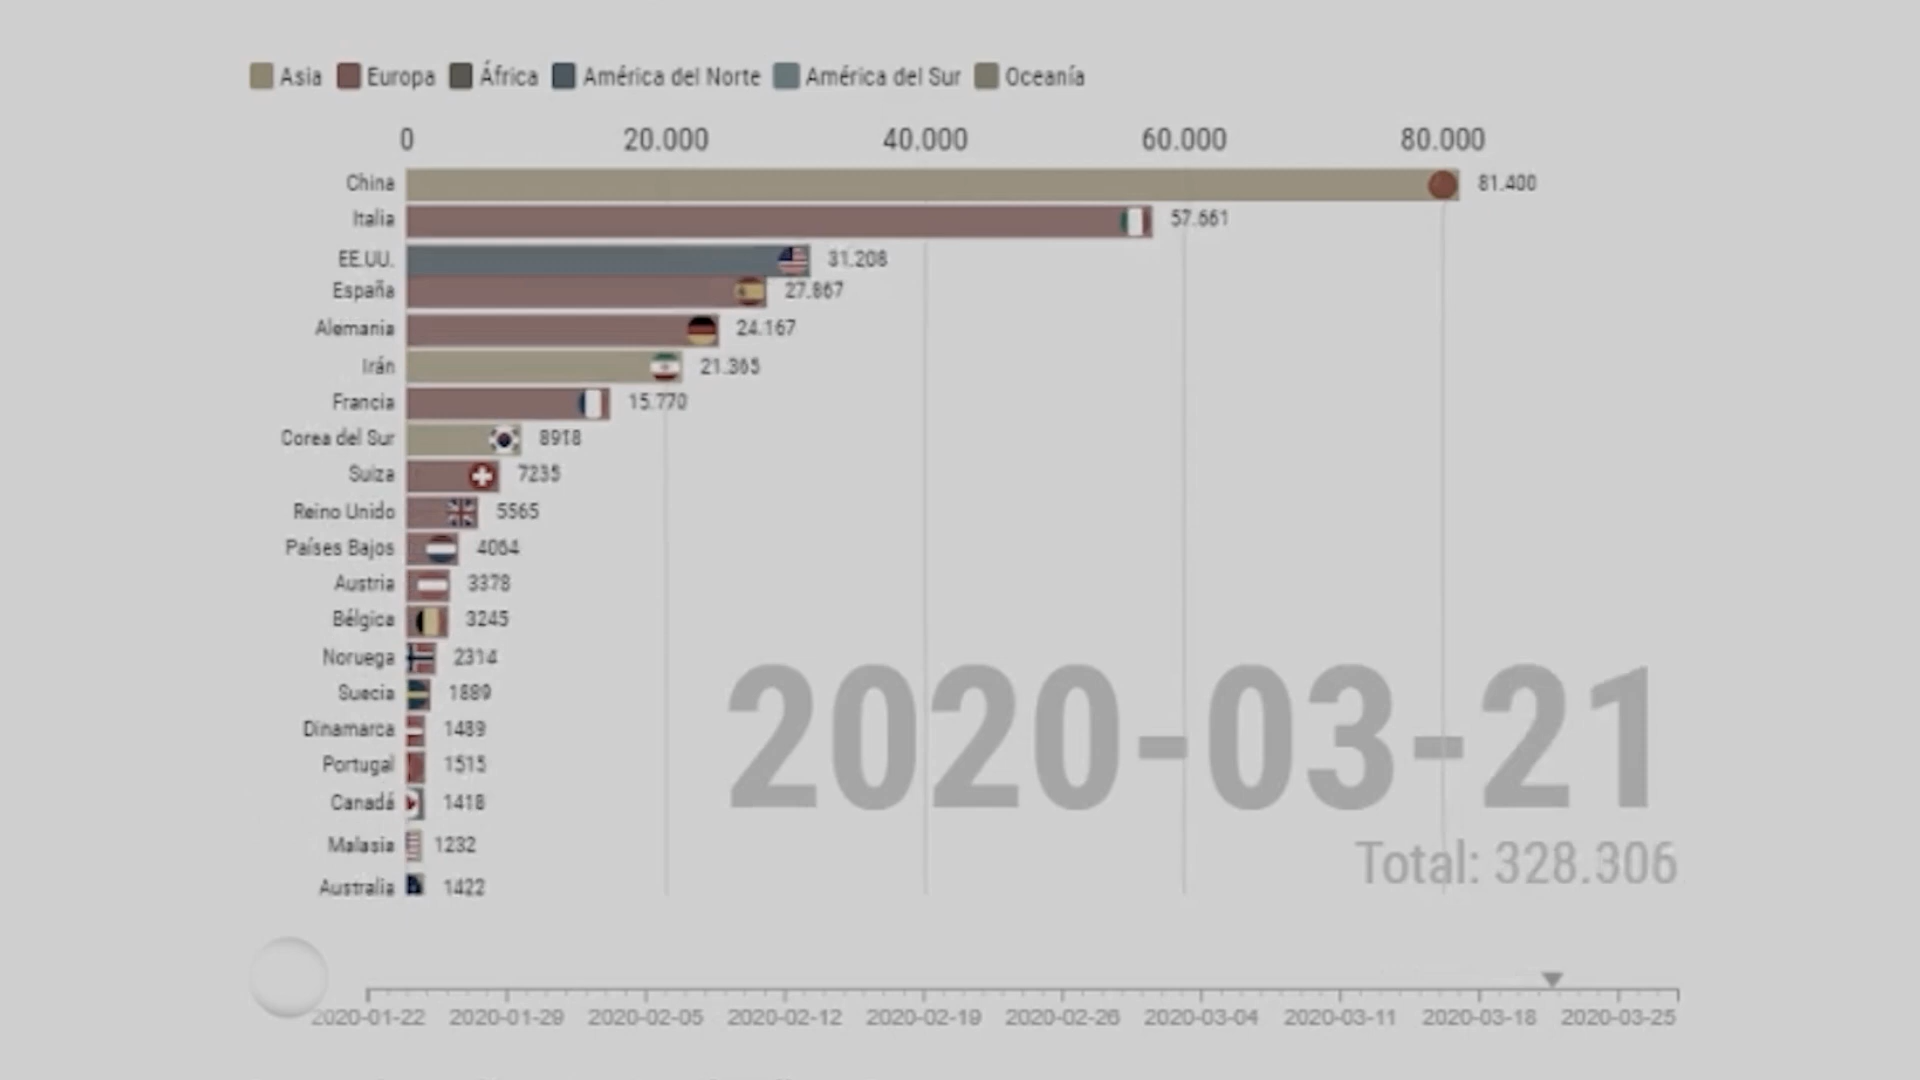 Asia Europa África América del Norte América del Sur Oceanía
0 20.000 40.000 60.000 80.000
China 81.400
Italia 57.661
EE.UU. 31.208
España 27.867
Alemania 24.167
Irán 21.365
Francia 15.770
Corea del Sur 8918
Suiza 7235
Reino Unido 5565
Países Bajos 4064
Austria 3378
Bélgica 3245
Noruega 2314
Suecia 1889
Dinamarca 1489
Portugal 1515
Canadá 1418
Malasia 1232
Australia 1422
2020-03-21
Total: 328.306
2020-01-22 2020-01-29 2020-02-05 2020-02-12 2020-02-19 2020-02-26 2020-03-04 2020-03-11 2020-03-18 2020-03-25